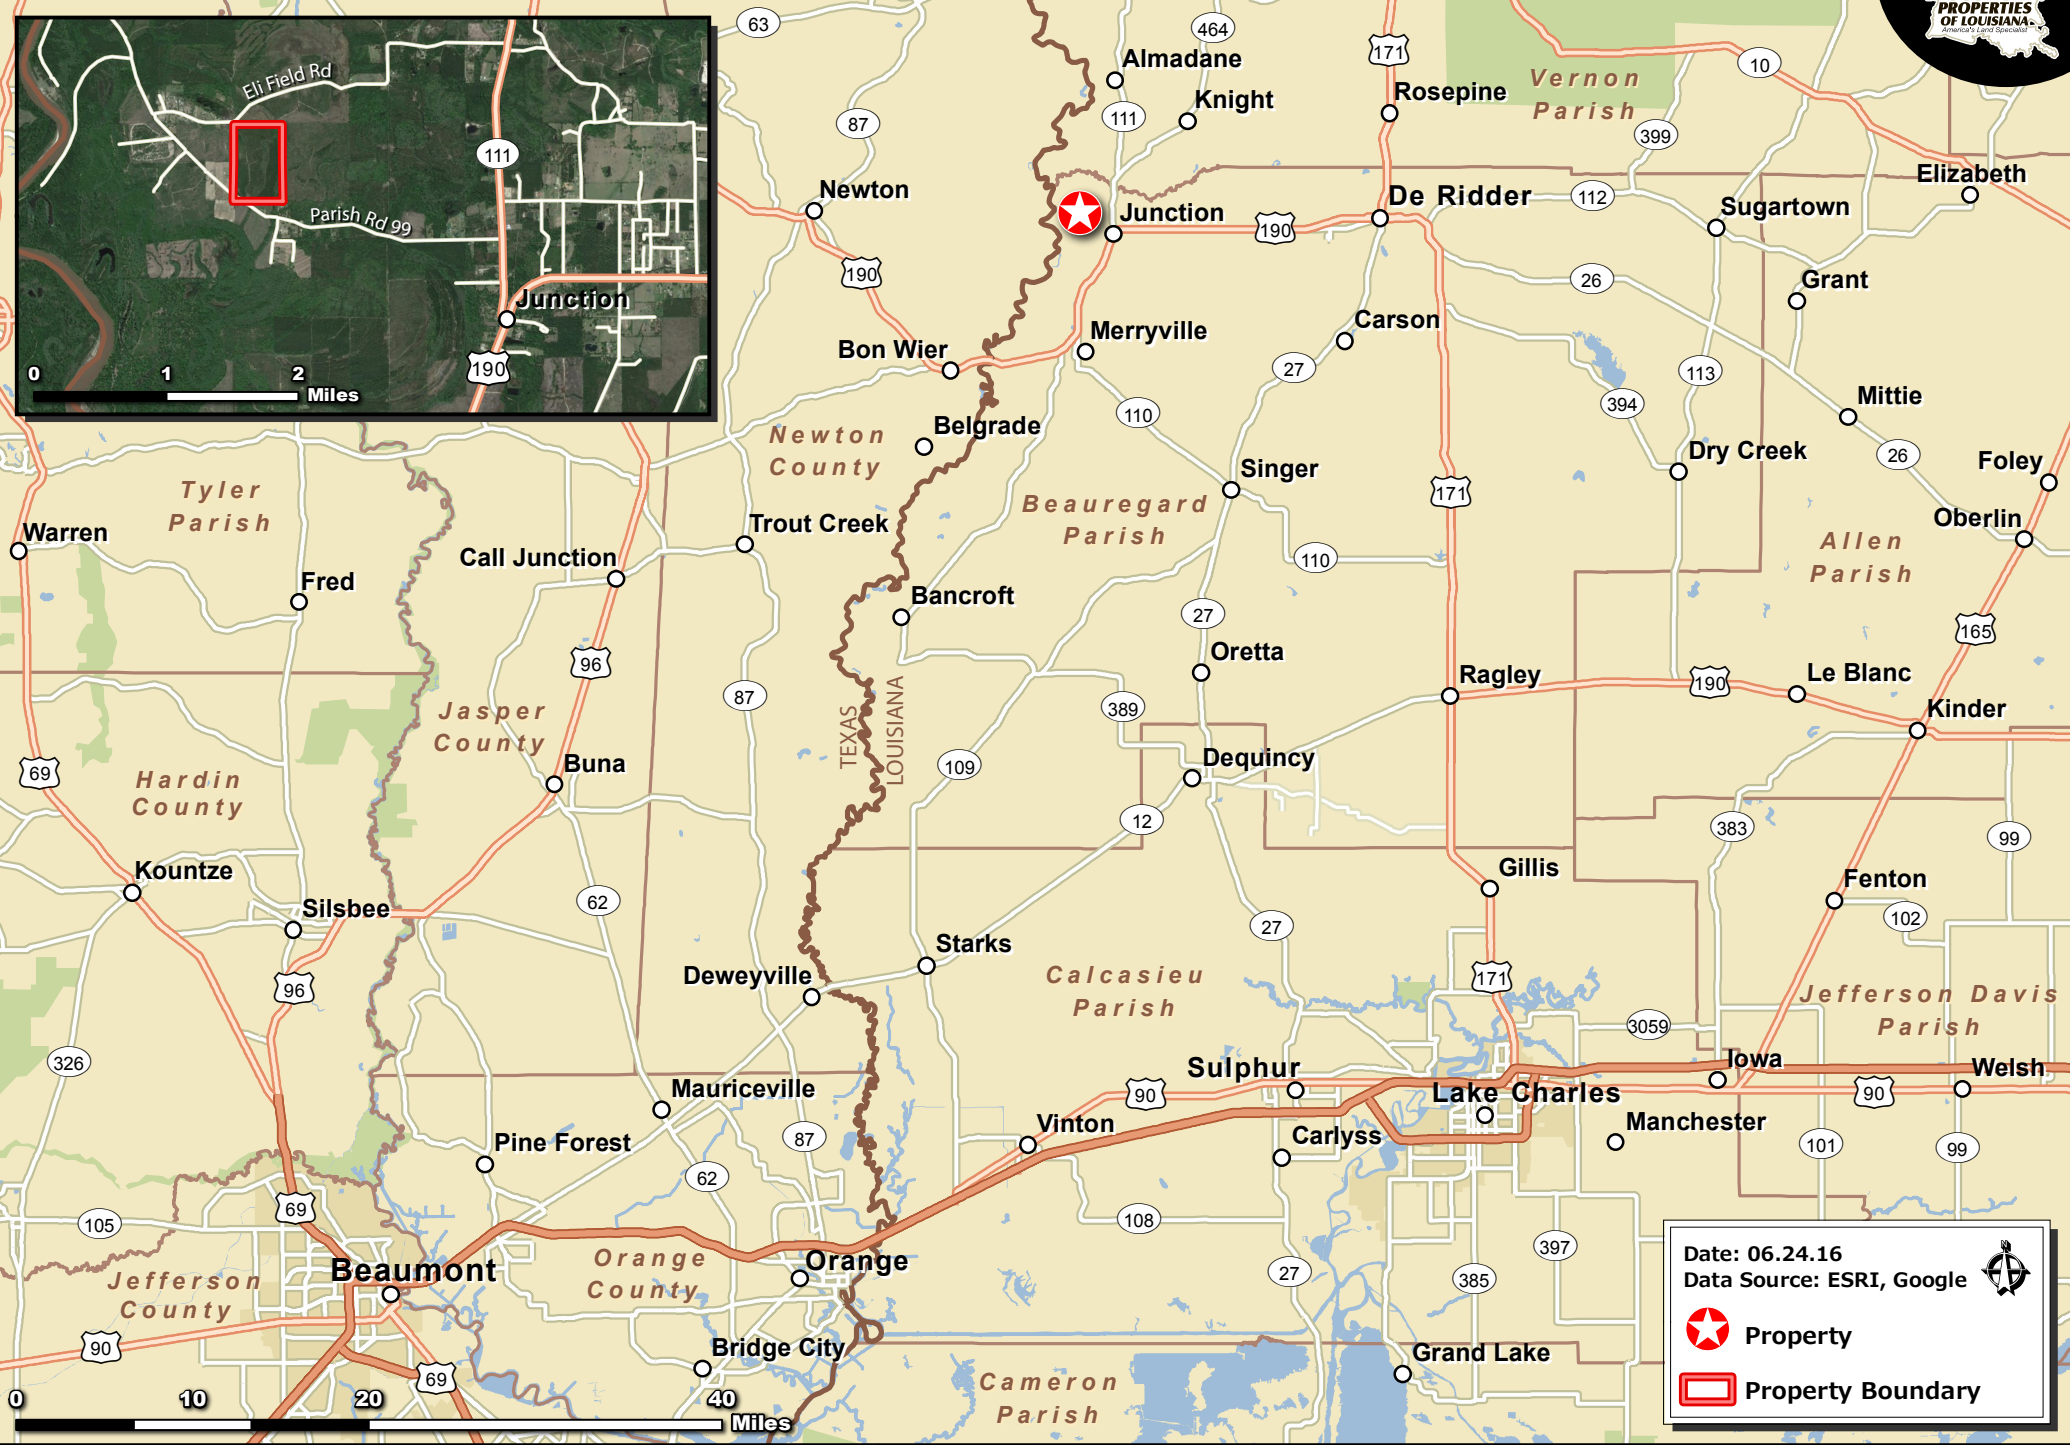 PROPERTIES
OF LOUISIANA
America's Land Specialist
Eli Field Rd
111
Parish Rd 99
Junction
190
0 1 2
Miles
63
464
171
10
Almadane
Vernon
Parish
Rosepine
Knight
87
111
399
Elizabeth
Newton
De Ridder
112
Sugartown
Junction
190
190
26
Grant
Carson
Merryville
Bon Wier
27
113
394
Mittie
110
Belgrade
Newton
County
Dry Creek
26
Foley
Singer
Tyler
Parish
171
Beauregard
Parish
Oberlin
Warren
Trout Creek
Allen
Parish
Call Junction
110
Fred
Bancroft
27
165
96
Oretta
Ragley
190
Le Blanc
87
389
Kinder
Jasper
County
TEXAS
LOUISIANA
Dequincy
Buna
109
69
Hardin
County
12
383
99
Kountze
Gillis
Fenton
62
Silsbee
102
27
Starks
Deweyville
Calcasieu
Parish
171
96
Jefferson Davis
Parish
3059
326
Iowa
Sulphur
Welsh
Mauriceville
90
Lake Charles
90
Vinton
Manchester
Pine Forest
87
Carlyss
101
99
62
69
105
108
397
Orange
County
Orange
Beaumont
Jefferson
County
27
385
90
Bridge City
Grand Lake
69
Cameron
Parish
0 10 20 40
Miles
Date: 06.24.16
Data Source: ESRI, Google
N
Property
Property Boundary